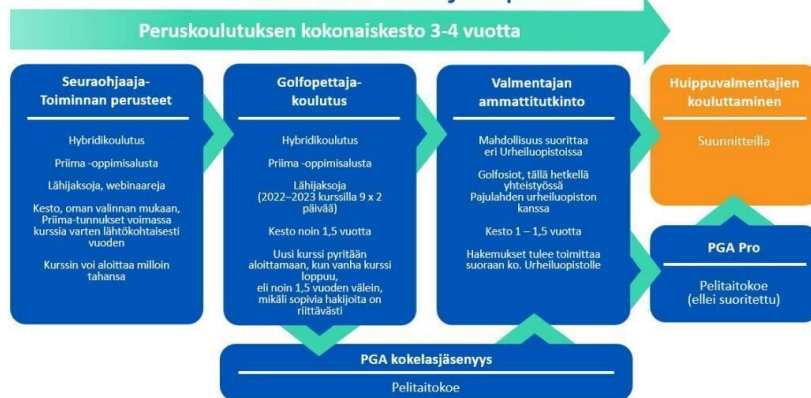 Peruskoulutuksen kokonaiskesto 3-4 vuotta
Seuraohjaaja-
Toiminnan perusteet
Hybridikoulutus
Priima -oppimisalusta
Lähijaksoja, webinaareja
Kesto, oman valinnan mukaan,
Priima-tunnukset voimassa
kurssia varten lähtökohtaisesti
vuoden
Kurssin voi aloittaa milloin
tahansa
Golfopettaja-
koulutus
Hybridikoulutus
Priima -oppimisalusta
Lähijaksoja
(2022–2023 kurssilla 9 x 2
päivää)
Kesto noin 1,5 vuotta
Uusi kurssi pyritään
aloittamaan, kun vanha kurssi
loppuu,
eli noin 1,5 vuoden välein,
mikäli sopivia hakijoita on
riittävästi
Valmentajan
ammattitutkinto
Mahdollisuus suorittaa
eri Urheiluopistoissa
Golfosiot, tällä hetkellä
yhteistyössä
Pajulahden urheiluopiston
kanssa
Kesto 1 – 1,5 vuotta
Hakemukset tulee toimittaa
suoraan ko. Urheiluopistolle
Huippuvalmentajien
kouluttaminen
Suunnitteilla
PGA Pro
Pelitaitokoe
(ellei suoritettu)
PGA kokelasjäsenyys
Pelitaitokoe